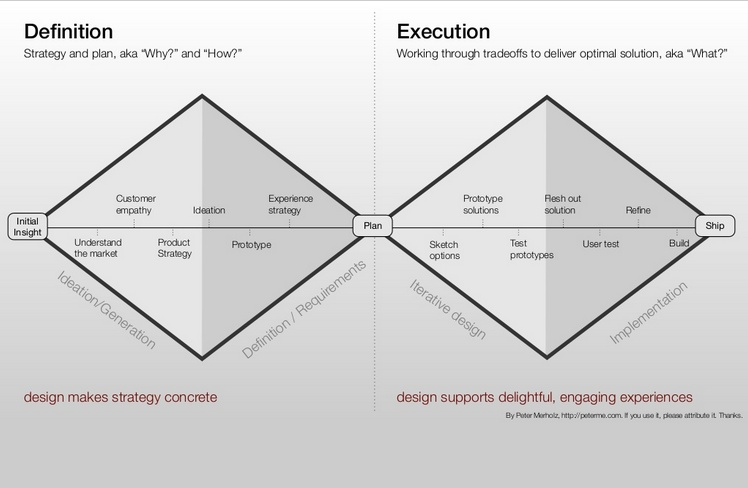 Definition
Strategy and plan, aka “Why?” and “How?”
Execution
Working through tradeoffs to deliver optimal solution, aka “What?”
Initial
Insight
Customer
empathy
Ideation
Experience
strategy
Understand
the market
Product
Strategy
Prototype
Ideation/Generation
Definition / Requirements
Plan
Prototype
solutions
Flesh out
solution
Refine
Sketch
options
Test
prototypes
User test
Build
Ship
Iterative design
Implementation
design makes strategy concrete
design supports delightful, engaging experiences
By Peter Merholz, http://peterme.com. If you use it, please attribute it. Thanks.